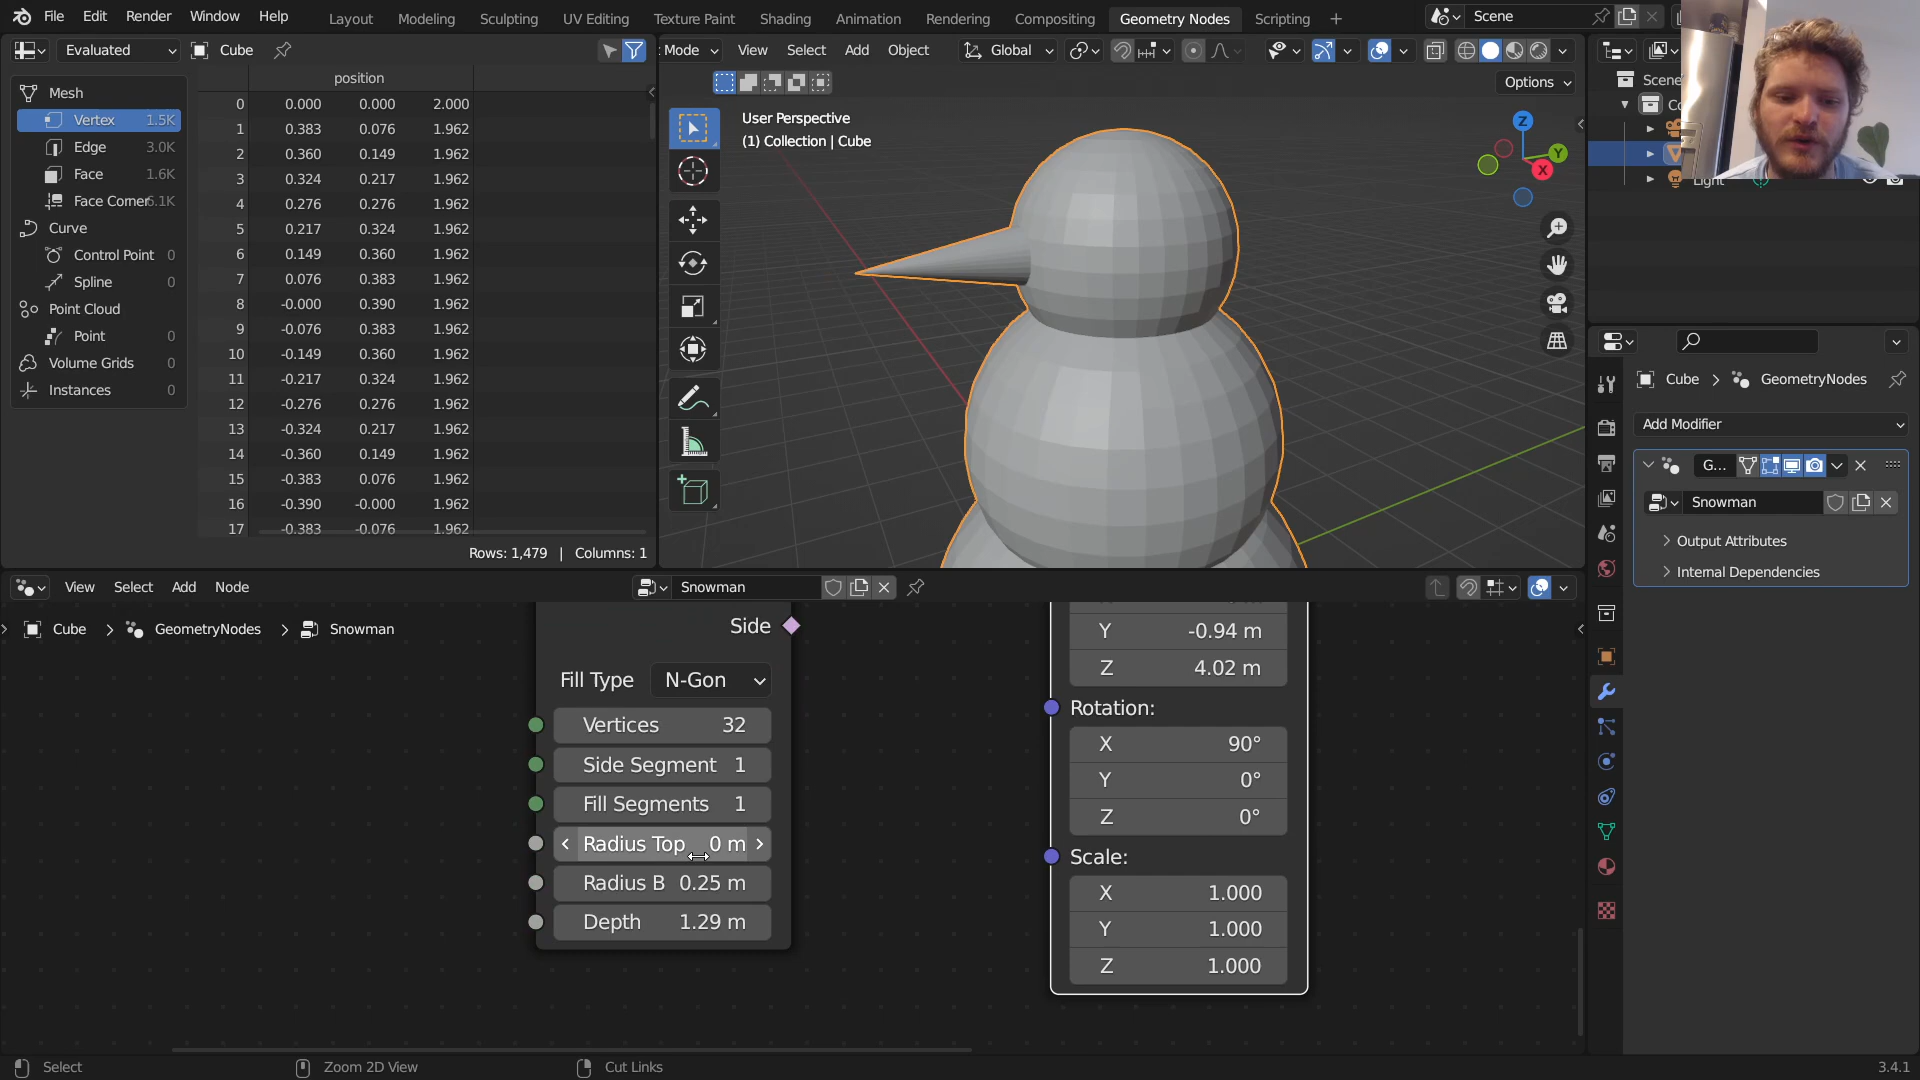 File Edit Render Window Help Layout Modeling Sculpting UV Editing Texture Paint Shading Animation Rendering Compositing Geometry Nodes Scripting + Scene
Evaluated Cube
Mode View Select Add Object Global
Options
position
Mesh
Vertex 1.5K
Edge 3.0K
Face 1.6K
Face Corner 6.1K
Curve
Control Point 0
Spline 0
Point Cloud
Point 0
Volume Grids 0
Instances 0
0 0.000 0.000 2.000
1 0.383 0.076 1.962
2 0.360 0.149 1.962
3 0.324 0.217 1.962
4 0.276 0.276 1.962
5 0.217 0.324 1.962
6 0.149 0.360 1.962
7 0.076 0.383 1.962
8 -0.000 0.390 1.962
9 -0.076 0.383 1.962
10 -0.149 0.360 1.962
11 -0.217 0.324 1.962
12 -0.276 0.276 1.962
13 -0.324 0.217 1.962
14 -0.360 0.149 1.962
15 -0.383 0.076 1.962
16 -0.390 -0.000 1.962
17 -0.383 -0.076 1.962
Rows: 1,479 | Columns: 1
User Perspective
(1) Collection | Cube
Z
Y
X
Scene
Light
Cube > GeometryNodes
Add Modifier
G...
Snowman
Output Attributes
Internal Dependencies
View Select Add Node Snowman
Cube > GeometryNodes > Snowman
Side
Fill Type N-Gon
Vertices 32
Side Segment 1
Fill Segments 1
Radius Top 0 m
Radius B 0.25 m
Depth 1.29 m
Y -0.94 m
Z 4.02 m
Rotation:
X 90°
Y 0°
Z 0°
Scale:
X 1.000
Y 1.000
Z 1.000
Select Zoom 2D View Cut Links 3.4.1